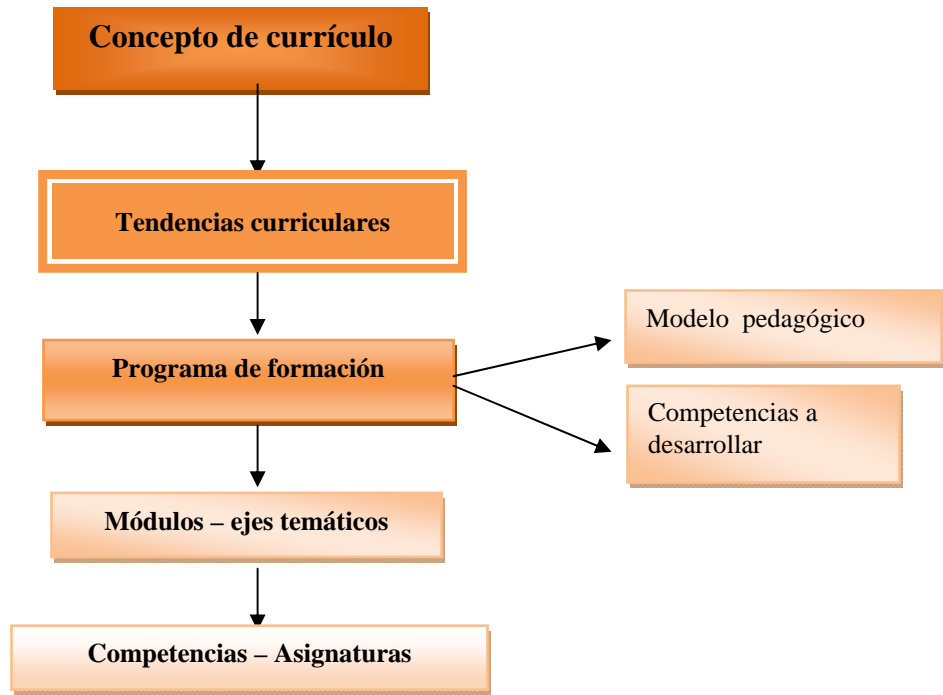 Concepto de currículo
Tendencias curriculares
Modelo pedagógico
Programa de formación
Competencias a
desarrollar
Módulos – ejes temáticos
Competencias – Asignaturas